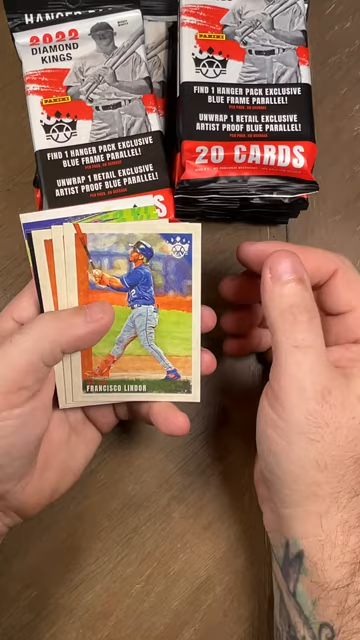 HANGER PACK
2022
DIAMOND
KINGS
PANINI
FIND 1 HANGER PACK EXCLUSIVE
BLUE FRAME PARALLEL!
UNWRAP 1 RETAIL EXCLUSIVE
ARTIST PROOF BLUE PARALLEL!
PANINI
FIND 1 HANGER PACK EXCLUSIVE
BLUE FRAME PARALLEL!
UNWRAP 1 RETAIL EXCLUSIVE
ARTIST PROOF BLUE PARALLEL!
20 CARDS
S
FRANCISCO LINDOR